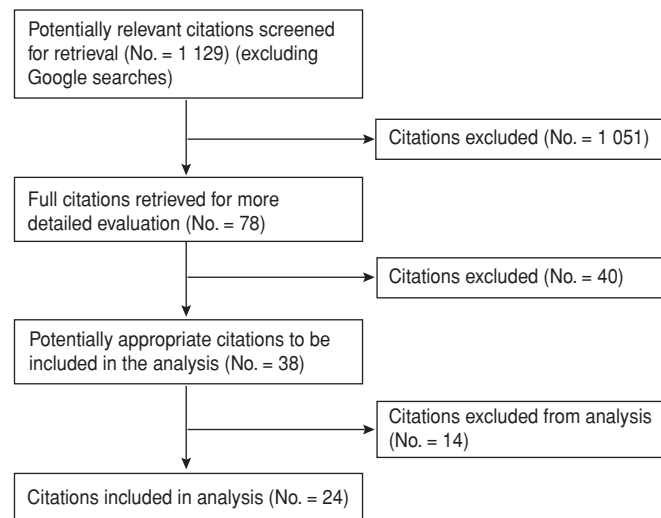 Potentially relevant citations screened
for retrieval (No. = 1 129) (excluding
Google searches)
Citations excluded (No. = 1 051)
Full citations retrieved for more
detailed evaluation (No. = 78)
Citations excluded (No. = 40)
Potentially appropriate citations to be
included in the analysis (No. = 38)
Citations excluded from analysis
(No. = 14)
Citations included in analysis (No. = 24)